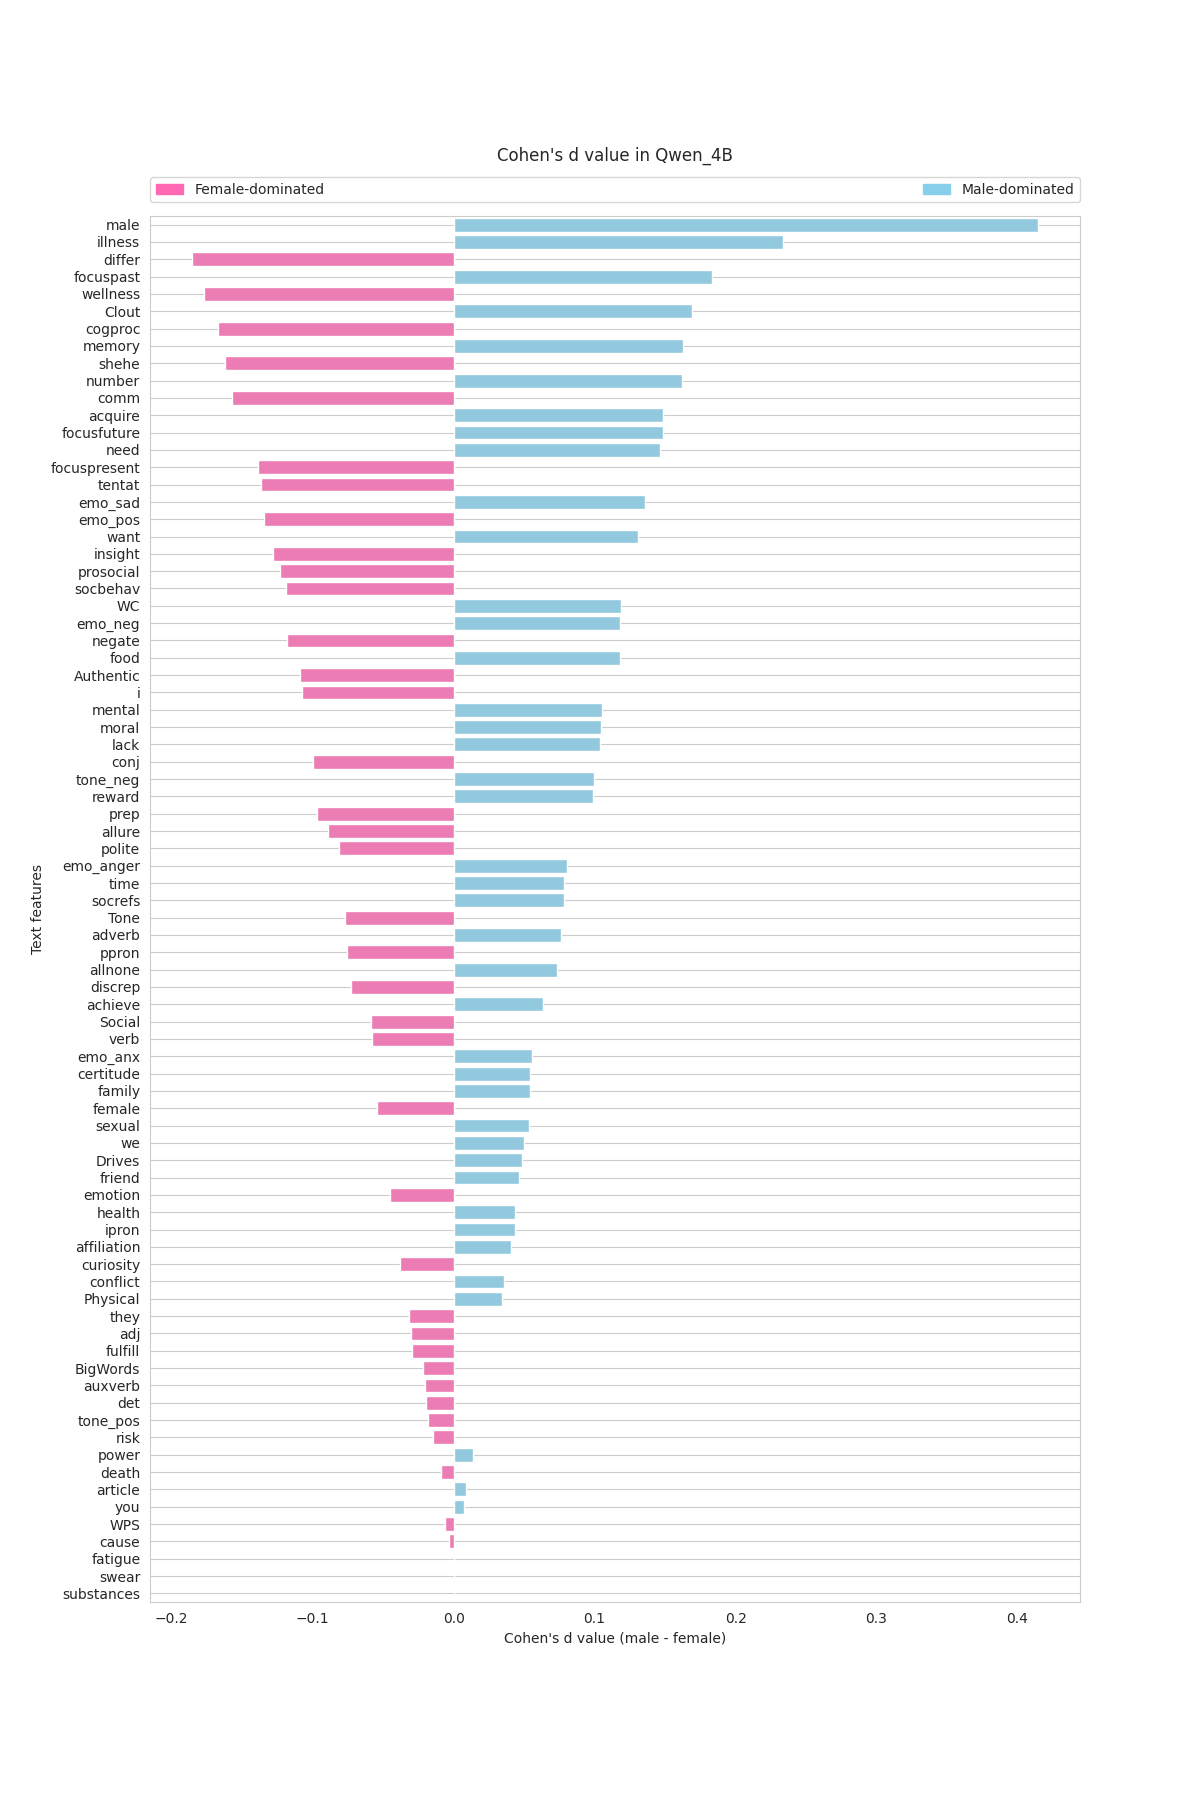 Cohen's d value in Qwen_4B
Female-dominated
Male-dominated
male
illness
differ
focuspast
wellness
Clout
cogproc
memory
shehe
number
comm
acquire
focusfuture
need
focuspresent
tentat
emo_sad
emo_pos
want
insight
prosocial
socbehav
WC
emo_neg
negate
food
Authentic
i
mental
moral
lack
conj
tone_neg
reward
prep
allure
polite
emo_anger
time
socrefs
Tone
adverb
ppron
allnone
discrep
achieve
Social
verb
emo_anx
certitude
family
female
sexual
we
Drives
friend
emotion
health
ipron
affiliation
curiosity
conflict
Physical
they
adj
fulfill
BigWords
auxverb
det
tone_pos
risk
power
death
article
you
WPS
cause
fatigue
swear
substances
Text features
−0.2 −0.1 0.0 0.1 0.2 0.3 0.4
Cohen's d value (male - female)